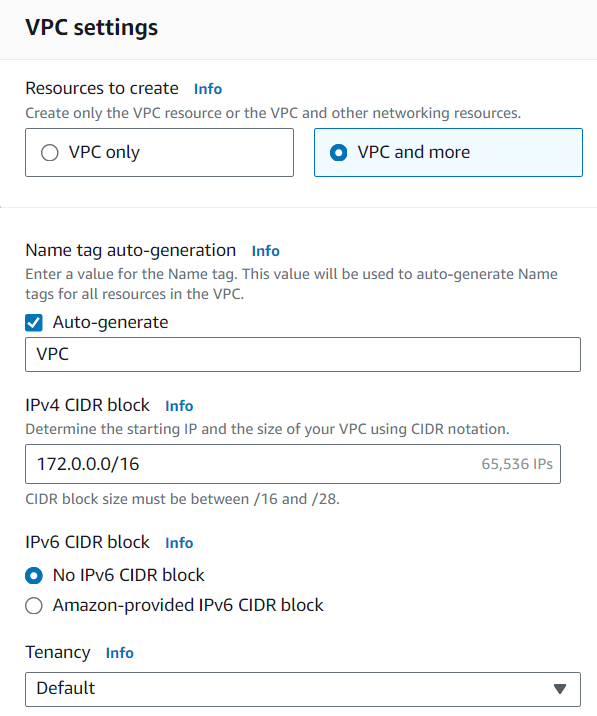 VPC settings
Resources to create Info
Create only the VPC resource or the VPC and other networking resources.
VPC only VPC and more
Name tag auto-generation Info
Enter a value for the Name tag. This value will be used to auto-generate Name
tags for all resources in the VPC.
Auto-generate
VPC
IPv4 CIDR block Info
Determine the starting IP and the size of your VPC using CIDR notation.
172.0.0.0/16 65,536 IPs
CIDR block size must be between /16 and /28.
IPv6 CIDR block Info
No IPv6 CIDR block
Amazon-provided IPv6 CIDR block
Tenancy Info
Default